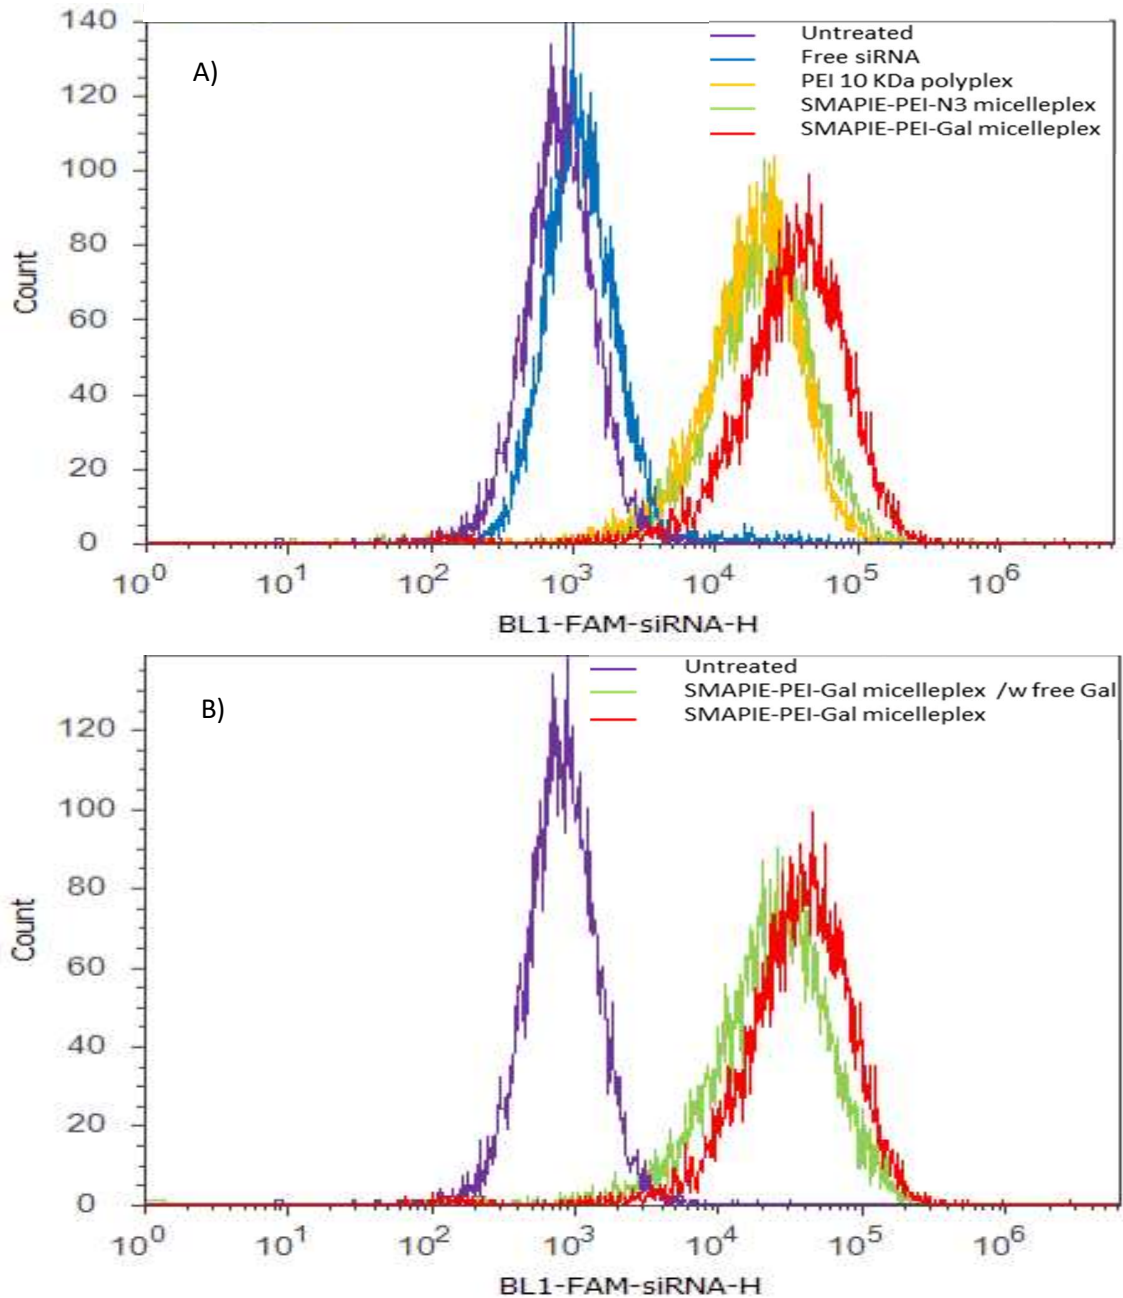 140
120
100
80
60
40
20
0
Count
A)
Untreated
Free siRNA
PEI 10 KDa polyplex
SMAPIE-PEI-N3 micelleplex
SMAPIE-PEI-Gal micelleplex
10^0 10^1 10^2 10^3 10^4 10^5 10^6
BL1-FAM-siRNA-H
120
100
80
60
40
20
0
Count
B)
Untreated
SMAPIE-PEI-Gal micelleplex /w free Gal
SMAPIE-PEI-Gal micelleplex
10^0 10^1 10^2 10^3 10^4 10^5 10^6
BL1-FAM-siRNA-H